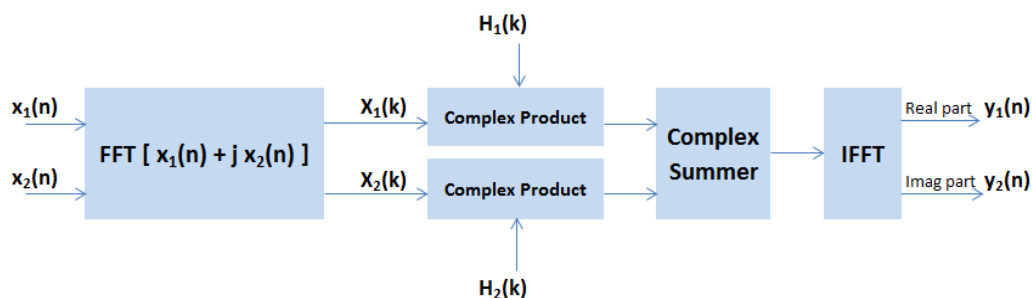 H₁(k)
x₁(n)
x₂(n)
FFT [ x₁(n) + j x₂(n) ]
X₁(k)
X₂(k)
Complex Product
Complex Product
H₂(k)
Complex
Summer
IFFT
Real part y₁(n)
Imag part y₂(n)